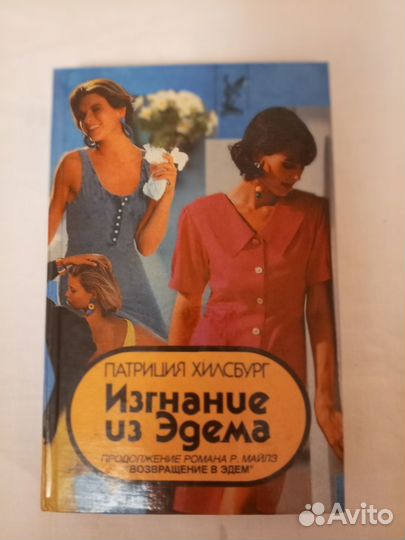 ПАТРИЦИЯ ХИЛСБУРГ
Изгнание
из Эдема
ПРОДОЛЖЕНИЕ РОМАНА Р. МАЙЛЗ
"ВОЗВРАЩЕНИЕ В ЭДЕМ"
Avito